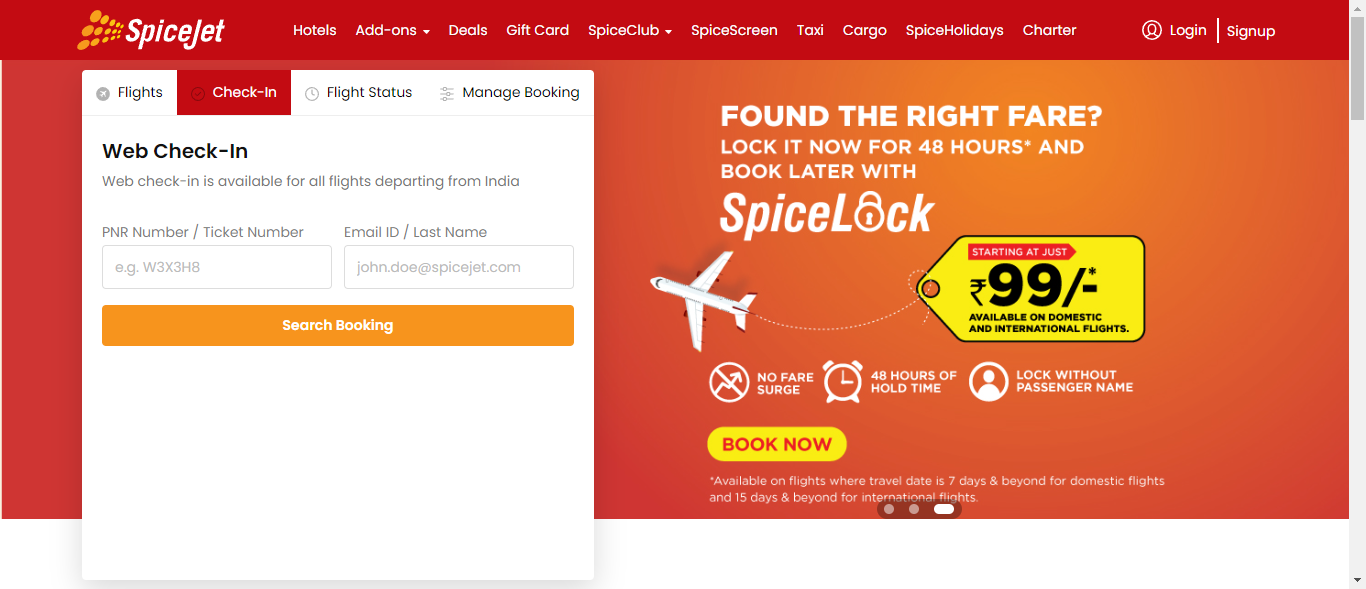 SpiceJet
Hotels Add-ons Deals Gift Card SpiceClub SpiceScreen Taxi Cargo SpiceHolidays Charter Login Signup
Flights Check-In Flight Status Manage Booking
Web Check-In
Web check-in is available for all flights departing from India
PNR Number / Ticket Number Email ID / Last Name
e.g. W3X3H8 john.doe@spicejet.com
Search Booking
FOUND THE RIGHT FARE?
LOCK IT NOW FOR 48 HOURS* AND
BOOK LATER WITH
SpiceLock
STARTING AT JUST
₹99/-*
AVAILABLE ON DOMESTIC
AND INTERNATIONAL FLIGHTS.
NO FARE
SURGE
48 HOURS OF
HOLD TIME
LOCK WITHOUT
PASSENGER NAME
BOOK NOW
*Available on flights where travel date is 7 days & beyond for domestic flights
and 15 days & beyond for international flights.